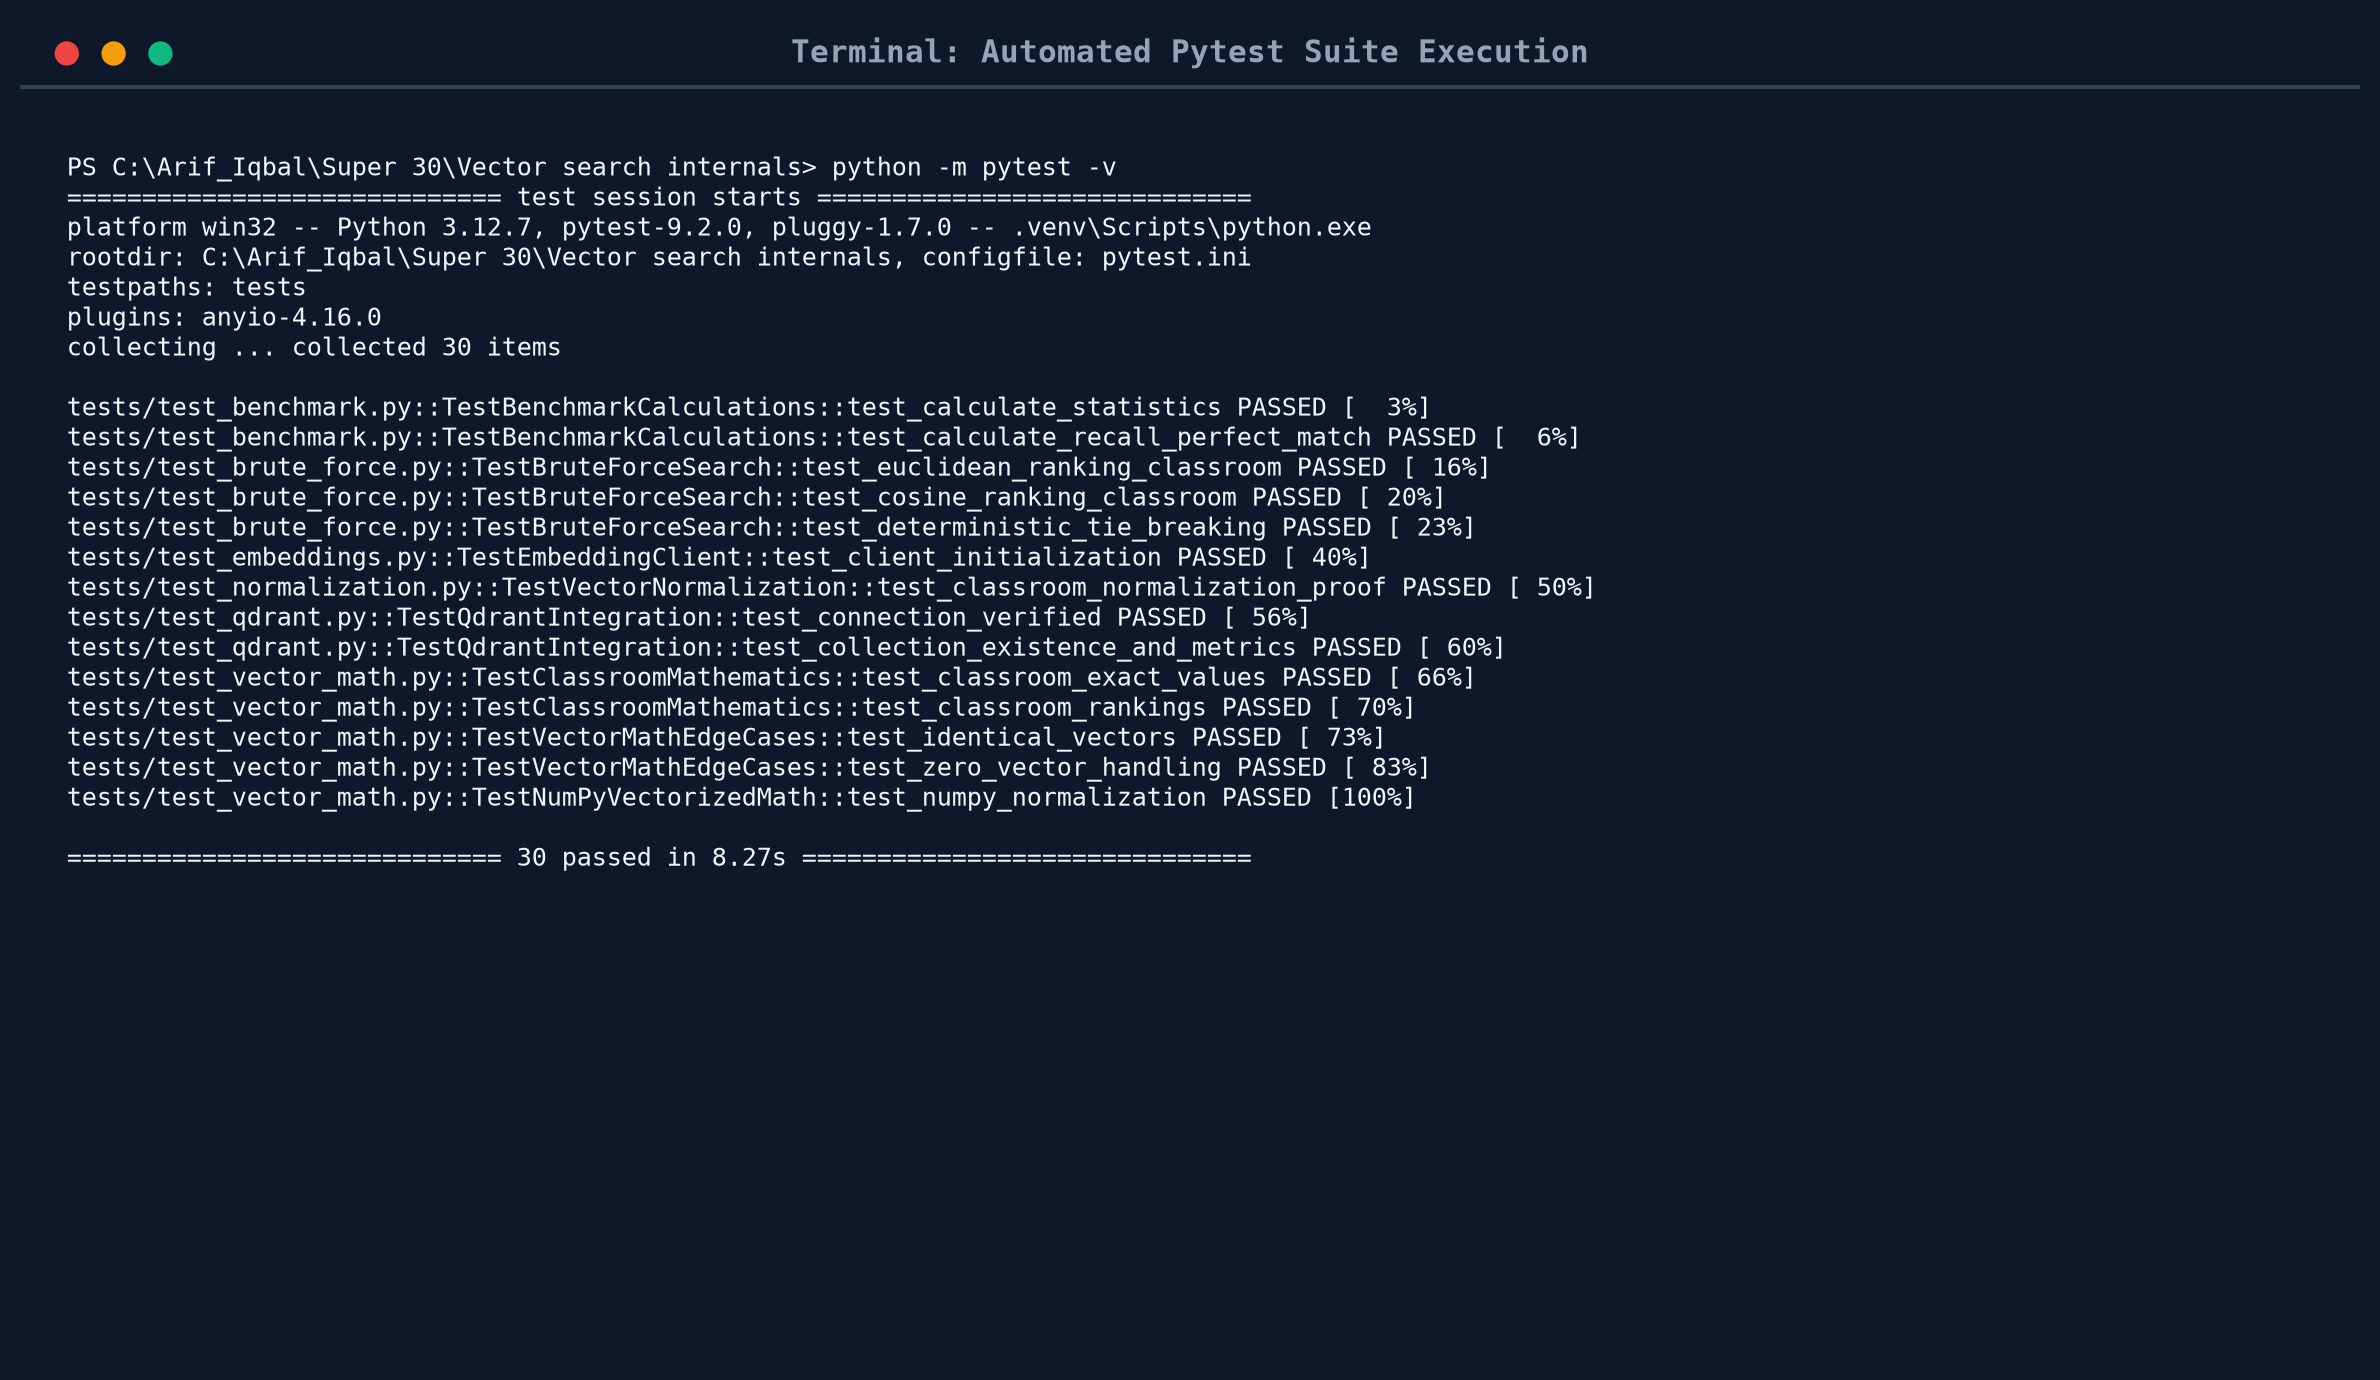 Terminal: Automated Pytest Suite Execution
PS C:\Arif_Iqbal\Super 30\Vector search internals> python -m pytest -v
============================= test session starts =============================
platform win32 -- Python 3.12.7, pytest-9.2.0, pluggy-1.7.0 -- .venv\Scripts\python.exe
rootdir: C:\Arif_Iqbal\Super 30\Vector search internals, configfile: pytest.ini
testpaths: tests
plugins: anyio-4.16.0
collecting ... collected 30 items
tests/test_benchmark.py::TestBenchmarkCalculations::test_calculate_statistics PASSED [  3%]
tests/test_benchmark.py::TestBenchmarkCalculations::test_calculate_recall_perfect_match PASSED [  6%]
tests/test_brute_force.py::TestBruteForceSearch::test_euclidean_ranking_classroom PASSED [ 16%]
tests/test_brute_force.py::TestBruteForceSearch::test_cosine_ranking_classroom PASSED [ 20%]
tests/test_brute_force.py::TestBruteForceSearch::test_deterministic_tie_breaking PASSED [ 23%]
tests/test_embeddings.py::TestEmbeddingClient::test_client_initialization PASSED [ 40%]
tests/test_normalization.py::TestVectorNormalization::test_classroom_normalization_proof PASSED [ 50%]
tests/test_qdrant.py::TestQdrantIntegration::test_connection_verified PASSED [ 56%]
tests/test_qdrant.py::TestQdrantIntegration::test_collection_existence_and_metrics PASSED [ 60%]
tests/test_vector_math.py::TestClassroomMathematics::test_classroom_exact_values PASSED [ 66%]
tests/test_vector_math.py::TestClassroomMathematics::test_classroom_rankings PASSED [ 70%]
tests/test_vector_math.py::TestVectorMathEdgeCases::test_identical_vectors PASSED [ 73%]
tests/test_vector_math.py::TestVectorMathEdgeCases::test_zero_vector_handling PASSED [ 83%]
tests/test_vector_math.py::TestNumPyVectorizedMath::test_numpy_normalization PASSED [100%]
============================= 30 passed in 8.27s ==============================